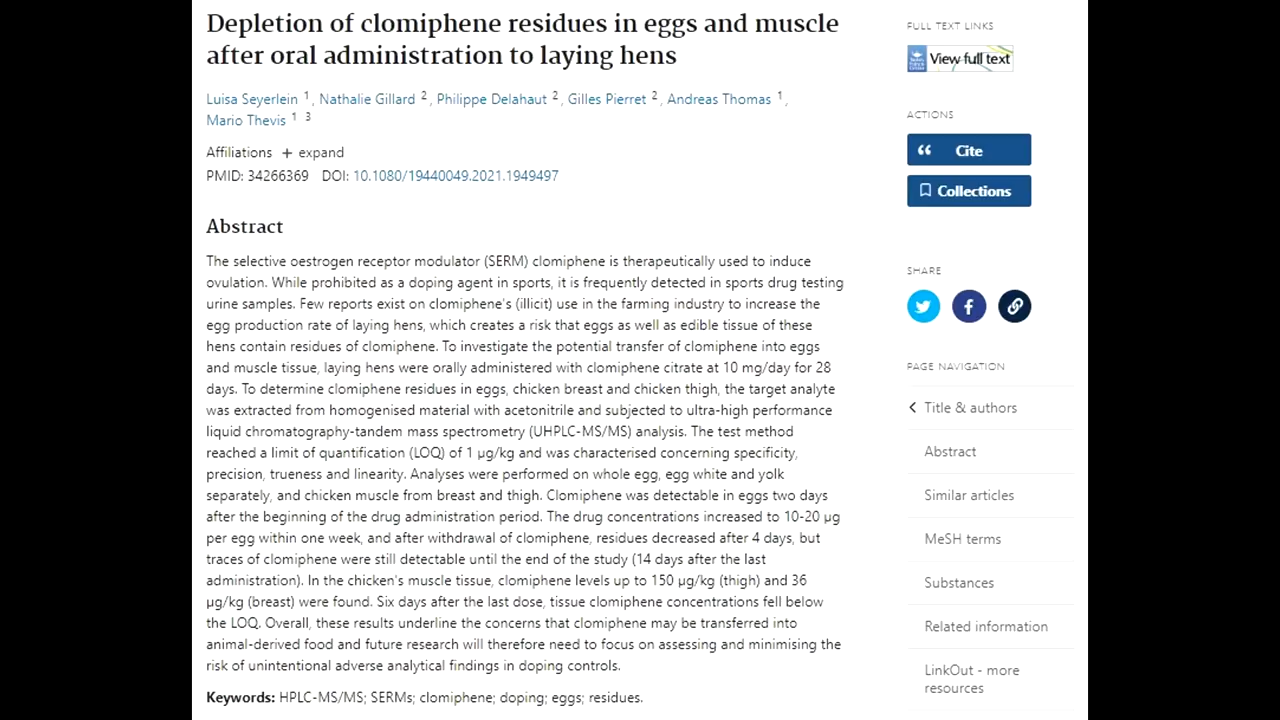 Depletion of clomiphene residues in eggs and muscle
after oral administration to laying hens
Luisa Seyerlein 1, Nathalie Gillard 2, Philippe Delahaut 2, Gilles Pierret 2, Andreas Thomas 1,
Mario Thevis 1 3
Affiliations + expand
PMID: 34266369 DOI: 10.1080/19440049.2021.1949497
Abstract
The selective oestrogen receptor modulator (SERM) clomiphene is therapeutically used to induce
ovulation. While prohibited as a doping agent in sports, it is frequently detected in sports drug testing
urine samples. Few reports exist on clomiphene's (illicit) use in the farming industry to increase the
egg production rate of laying hens, which creates a risk that eggs as well as edible tissue of these
hens contain residues of clomiphene. To investigate the potential transfer of clomiphene into eggs
and muscle tissue, laying hens were orally administered with clomiphene citrate at 10 mg/day for 28
days. To determine clomiphene residues in eggs, chicken breast and chicken thigh, the target analyte
was extracted from homogenised material with acetonitrile and subjected to ultra-high performance
liquid chromatography-tandem mass spectrometry (UHPLC-MS/MS) analysis. The test method
reached a limit of quantification (LOQ) of 1 µg/kg and was characterised concerning specificity,
precision, trueness and linearity. Analyses were performed on whole egg, egg white and yolk
separately, and chicken muscle from breast and thigh. Clomiphene was detectable in eggs two days
after the beginning of the drug administration period. The drug concentrations increased to 10-20 µg
per egg within one week, and after withdrawal of clomiphene, residues decreased after 4 days, but
traces of clomiphene were still detectable until the end of the study (14 days after the last
administration). In the chicken's muscle tissue, clomiphene levels up to 150 µg/kg (thigh) and 36
µg/kg (breast) were found. Six days after the last dose, tissue clomiphene concentrations fell below
the LOQ. Overall, these results underline the concerns that clomiphene may be transferred into
animal-derived food and future research will therefore need to focus on assessing and minimising the
risk of unintentional adverse analytical findings in doping controls.
Keywords: HPLC-MS/MS; SERMs; clomiphene; doping; eggs; residues.
FULL TEXT LINKS
View full text
ACTIONS
Cite
Collections
SHARE
PAGE NAVIGATION
Title & authors
Abstract
Similar articles
MeSH terms
Substances
Related information
LinkOut - more
resources